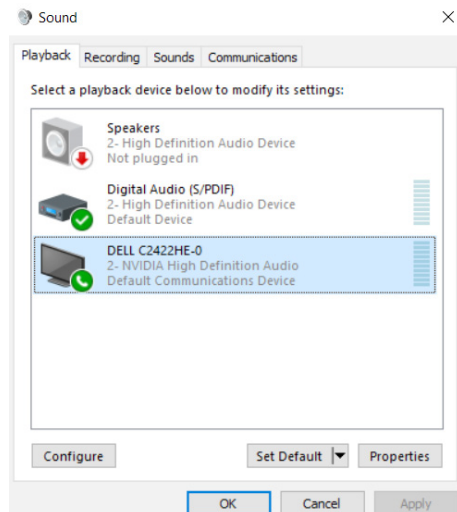 Sound
Playback Recording Sounds Communications
Select a playback device below to modify its settings:
Speakers
2- High Definition Audio Device
Not plugged in
Digital Audio (S/PDIF)
2- High Definition Audio Device
Default Device
DELL C2422HE-0
2- NVIDIA High Definition Audio
Default Communications Device
Configure Set Default Properties
OK Cancel Apply